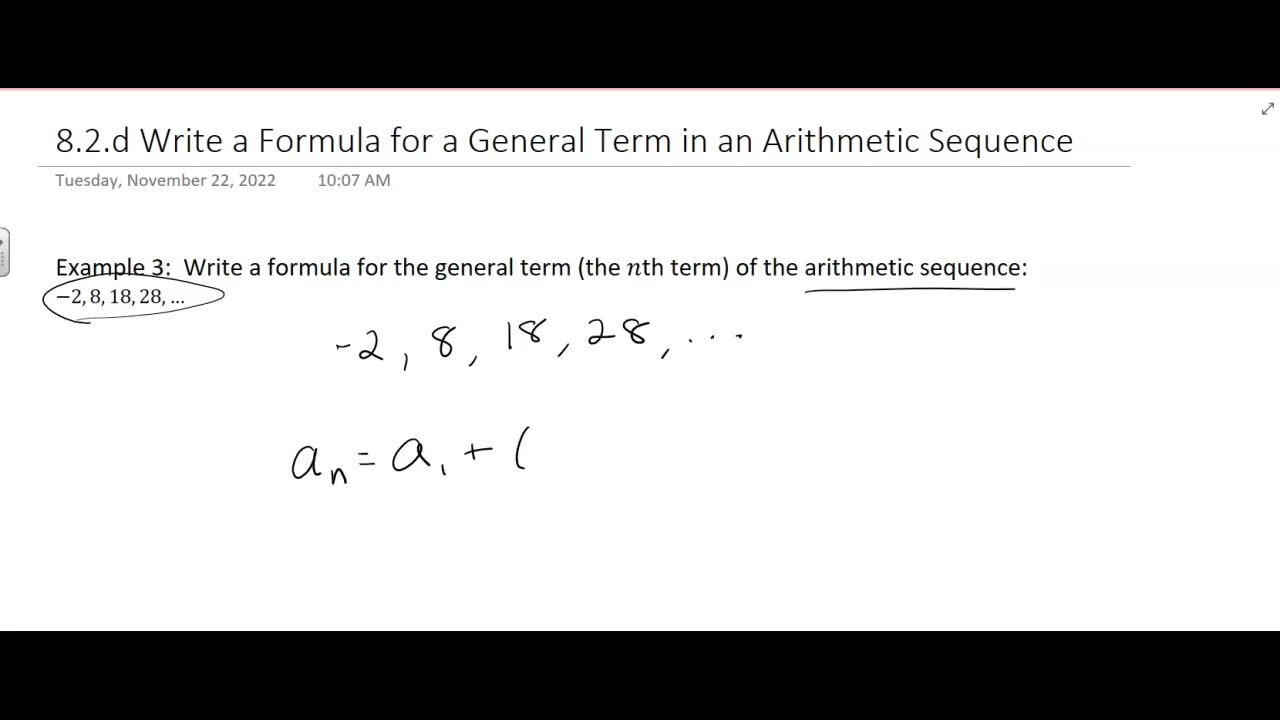 8.2.d Write a Formula for a General Term in an Arithmetic Sequence
Tuesday, November 22, 2022 10:07 AM
Example 3: Write a formula for the general term (the 𝑛th term) of the arithmetic sequence:
−2, 8, 18, 28, …
-2, 8, 18, 28, ...
aₙ = a₁ + (